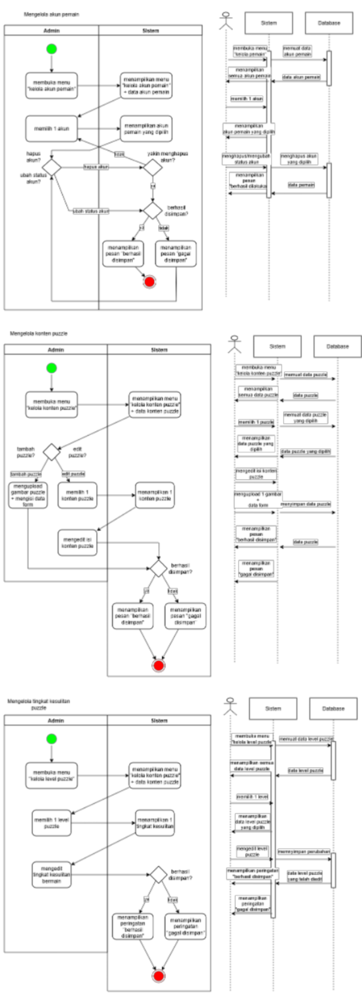 Mengelola akun pemain
Admin
Sistem
membuka menu
"kelola akun pemain"
menampilkan menu
"kelola akun pemain"
+ data akun pemain
memilih 1 akun
menampilkan akun
pemain yang dipilih
hapus
akun?
ubah status
akun?
tidak
yakin menghapus
akun?
hapus akun
ya
ubah status akun
berhasil
disimpan?
ya
tidak
menampilkan
pesan "berhasil
disimpan"
menampilkan
pesan "gagal
disimpan"
Sistem
Database
membuka menu
"kelola pemain"
memuat data
akun pemain
menampilkan
semua akun pemain
data akun pemain
memilih 1 akun
menampilkan
akun pemain yang dipilih
menghapus/mengubah
status akun
menghapus akun
yang dipilih
menampilkan
pesan
"berhasil dilakuka
data pemain
Mengelola konten puzzle
Admin
Sistem
membuka menu
"kelola konten puzzle"
menampilkan menu
"kelola konten puzzle"
+ data konten puzzle
tambah
puzzle?
edit
puzzle?
tambah puzzle
edit puzzle
mengupload
gambar puzzle
+ mengisi data
form
memilih 1
konten puzzle
menampilkan 1
konten puzzle
mengedit isi
konten puzzle
berhasil
disimpan?
ya
tidak
menampilkan
pesan "berhasil
disimpan"
menampilkan
pesan "gagal
disimpan"
Sistem
Database
membuka menu
"kelola konten puzzle"
memuat data puzzle
menampilkan
semua data puzzle
data puzzle
memilih 1 puzzle
memuat data puzzle
yang dipilih
menampilkan
data puzzle yang
dipilih
data puzzle yang dipilih
mengedit isi konten
puzzle
mengupload 1 gambar
+
data form
menyimpan data puzzle
menampilkan
pesan
"berhasil disimpan"
data puzzle
menampilkan
pesan
"gagal disimpan"
Mengelola tingkat kesulitan
puzzle
Admin
Sistem
membuka menu
"kelola level puzzle"
menampilkan menu
"kelola konten puzzle"
+ data konten puzzle
memilih 1 level
puzzle
menampilkan 1
tingkat kesulitan
mengedit
tingkat kesulitan
bermain
berhasil
disimpan?
ya
tidak
menampilkan
peringatan
"berhasil
disimpan"
menampilkan
peringatan
"gagal disimpan"
Sistem
Database
membuka menu
"kelola level puzzle"
memuat data level puzzle
menampilkan semua
data level puzzle
data level puzzle
memilih 1 level
menampilkan
data level puzzle
yang dipilih
mengedit level
puzzle
memnyimpan perubahan
menampilkan peringatan
"berhasil disimpan"
data level puzzle
yang telah diedit
menampilkan
peringatan
"gagal disimpan"